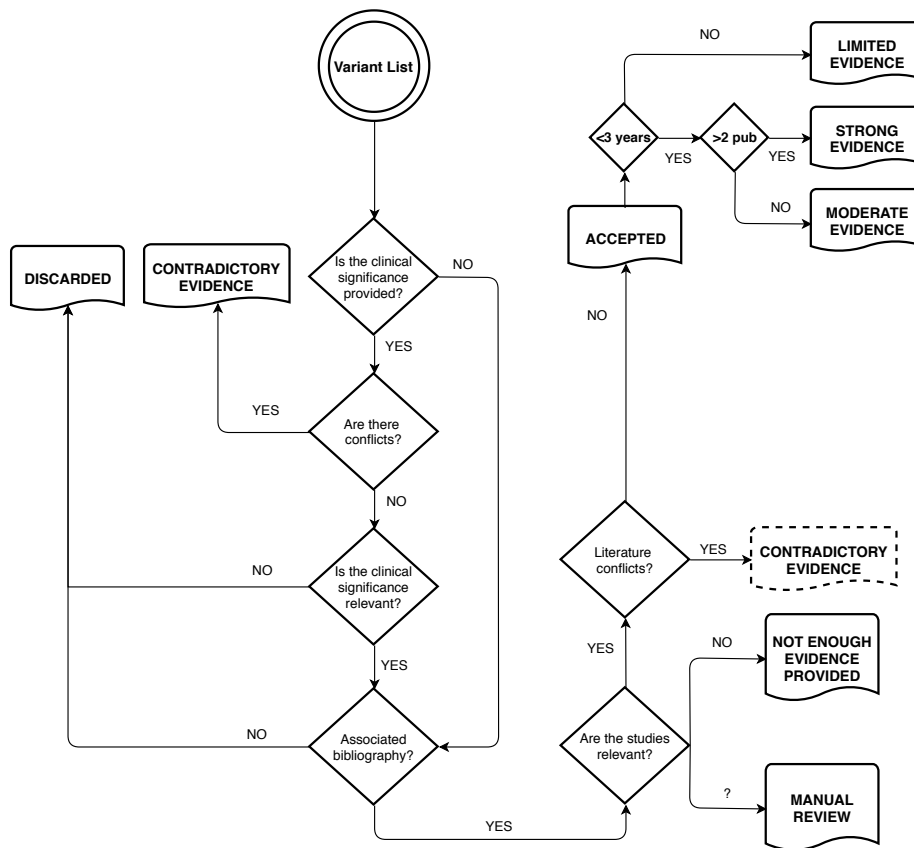 Variant List
Is the clinical
significance
provided?
NO
YES
DISCARDED
CONTRADICTORY
EVIDENCE
Are there
conflicts?
YES
NO
Is the clinical
significance
relevant?
NO
YES
Associated
bibliography?
NO
YES
Are the studies
relevant?
YES
NO
NOT ENOUGH
EVIDENCE
PROVIDED
?
MANUAL
REVIEW
Literature
conflicts?
YES
CONTRADICTORY
EVIDENCE
NO
ACCEPTED
<3 years
NO
LIMITED
EVIDENCE
YES
>2 pub
YES
STRONG
EVIDENCE
NO
MODERATE
EVIDENCE